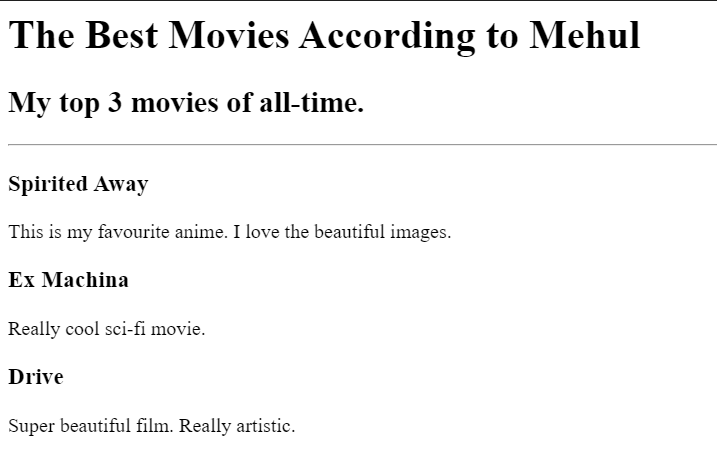 The Best Movies According to Mehul
My top 3 movies of all-time.
Spirited Away
This is my favourite anime. I love the beautiful images.
Ex Machina
Really cool sci-fi movie.
Drive
Super beautiful film. Really artistic.